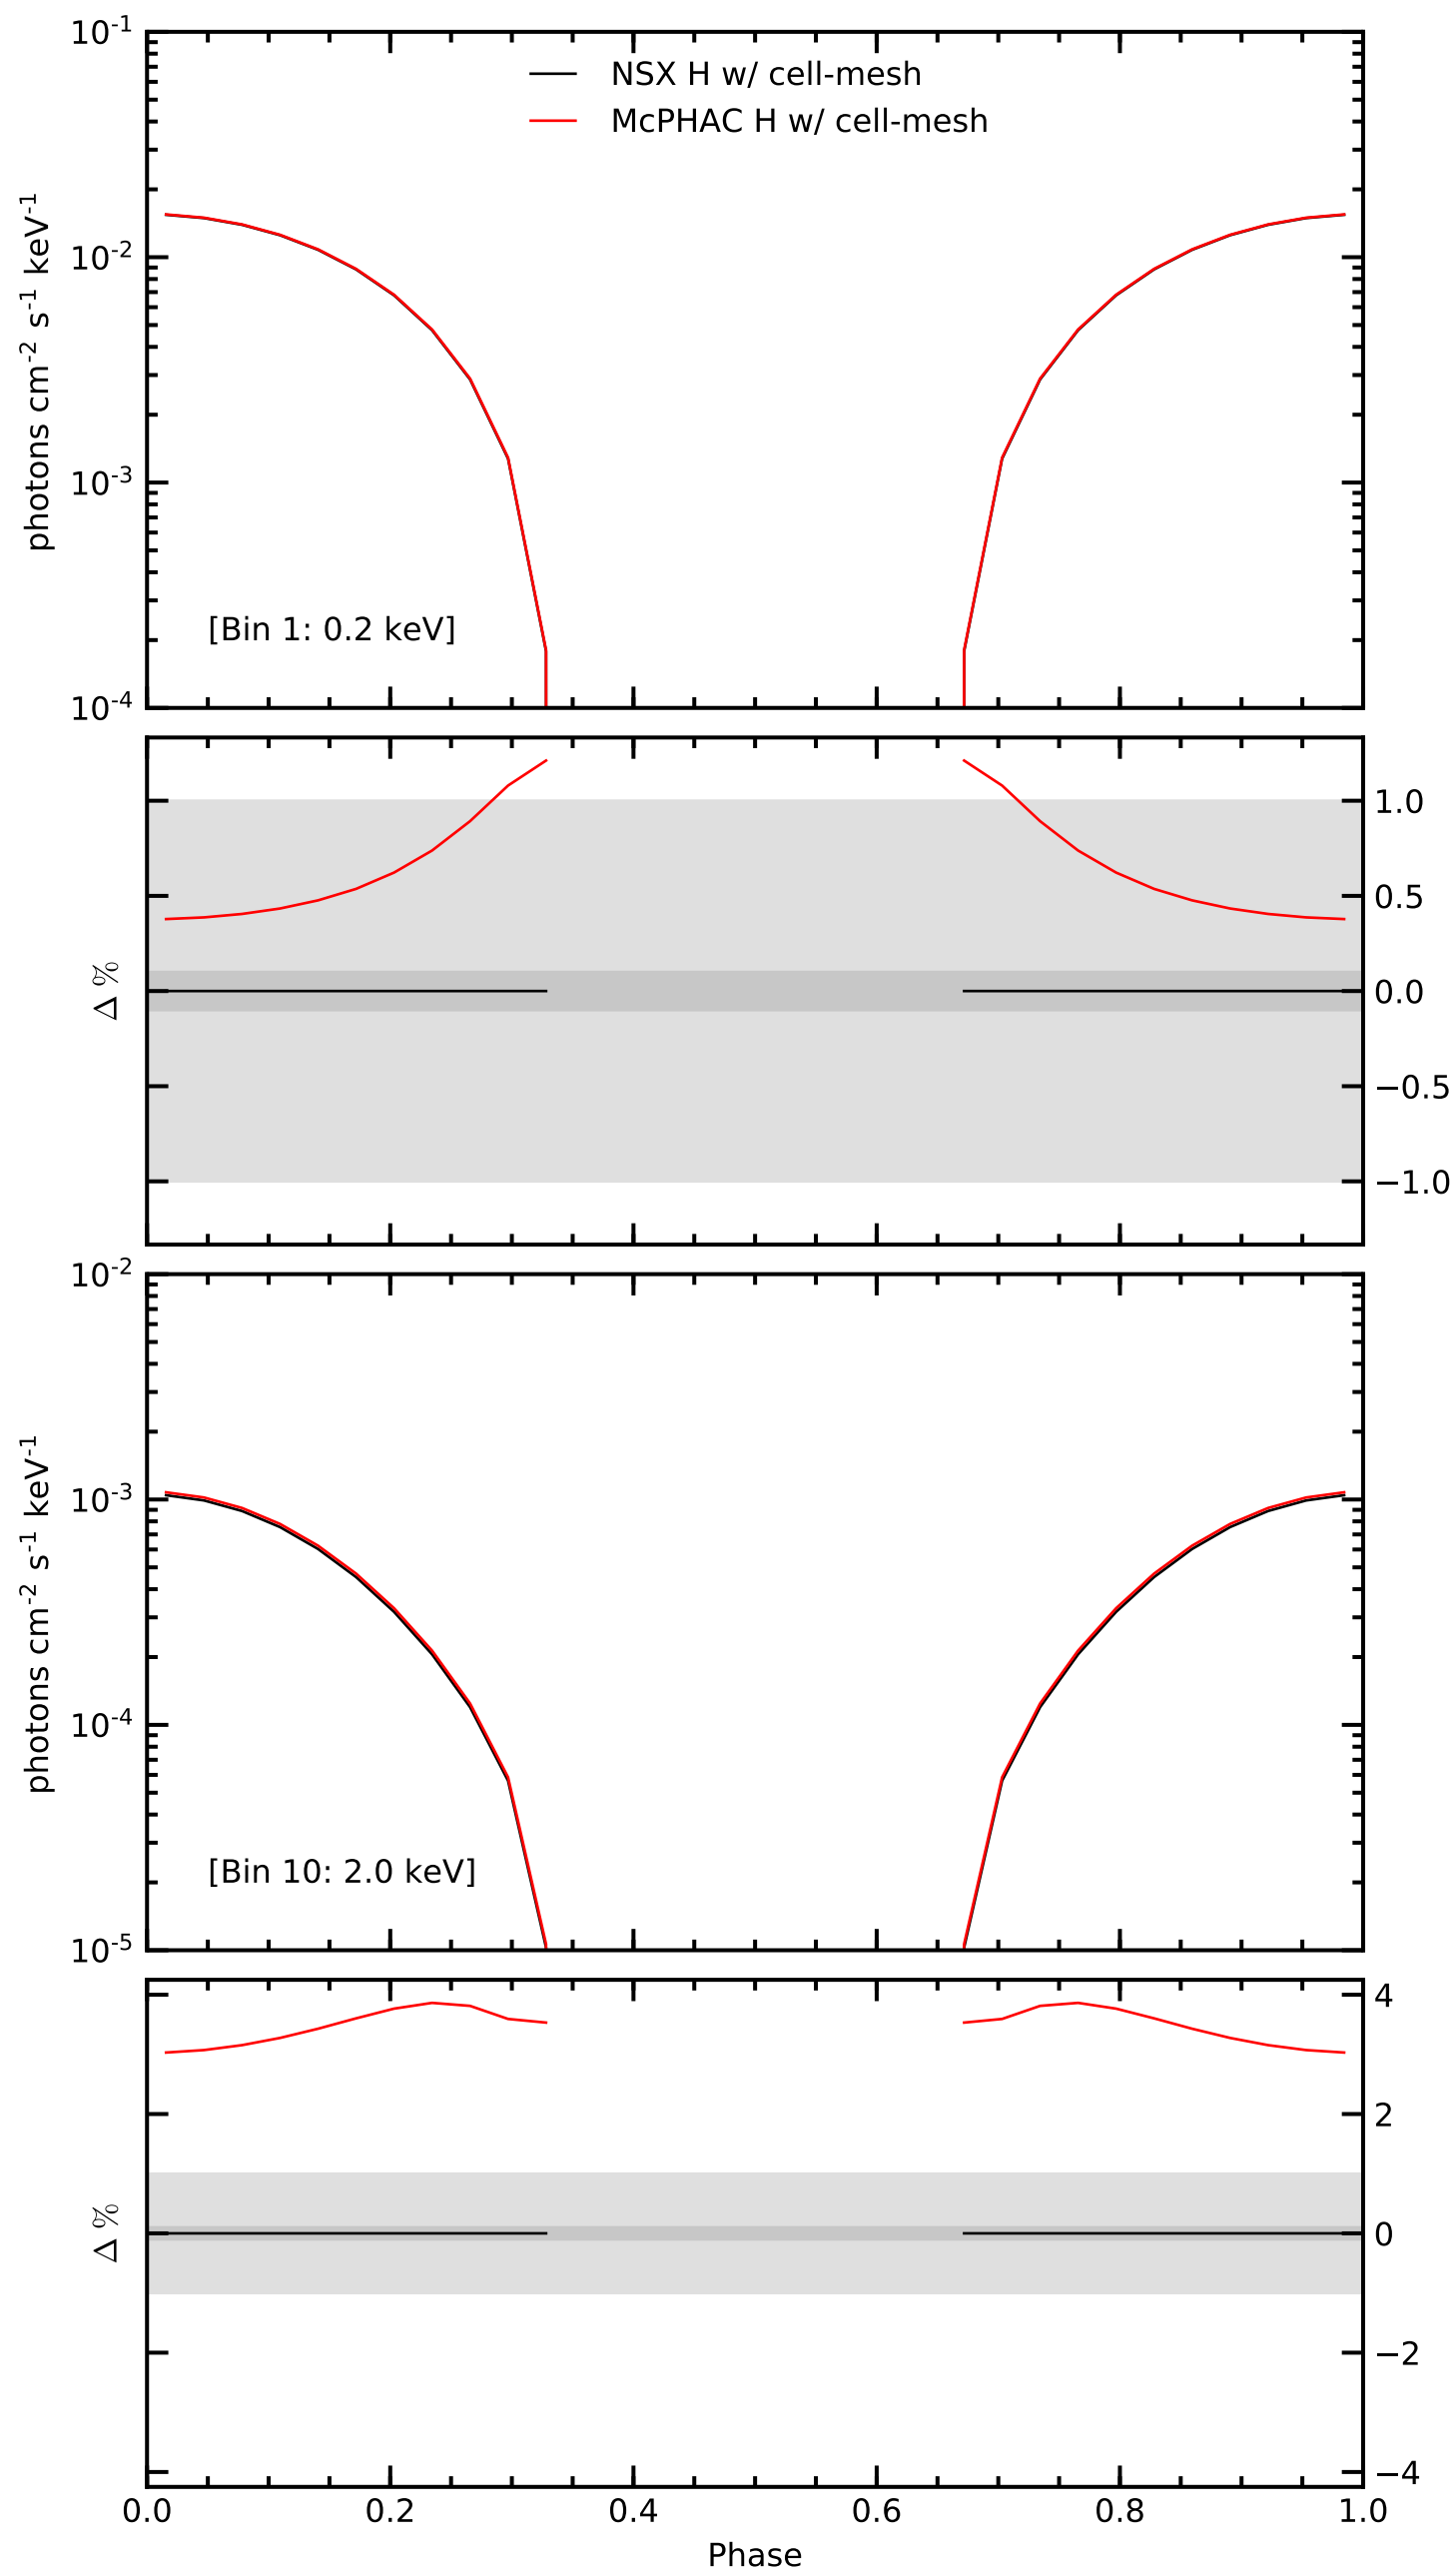 10⁻¹
NSX H w/ cell-mesh
McPHAC H w/ cell-mesh
10⁻²
photons cm⁻² s⁻¹ keV⁻¹
10⁻³
[Bin 1: 0.2 keV]
10⁻⁴
1.0
0.5
Δ %
0.0
−0.5
−1.0
10⁻²
10⁻³
photons cm⁻² s⁻¹ keV⁻¹
10⁻⁴
[Bin 10: 2.0 keV]
10⁻⁵
4
2
Δ %
0
−2
−4
0.0 0.2 0.4 0.6 0.8 1.0
Phase